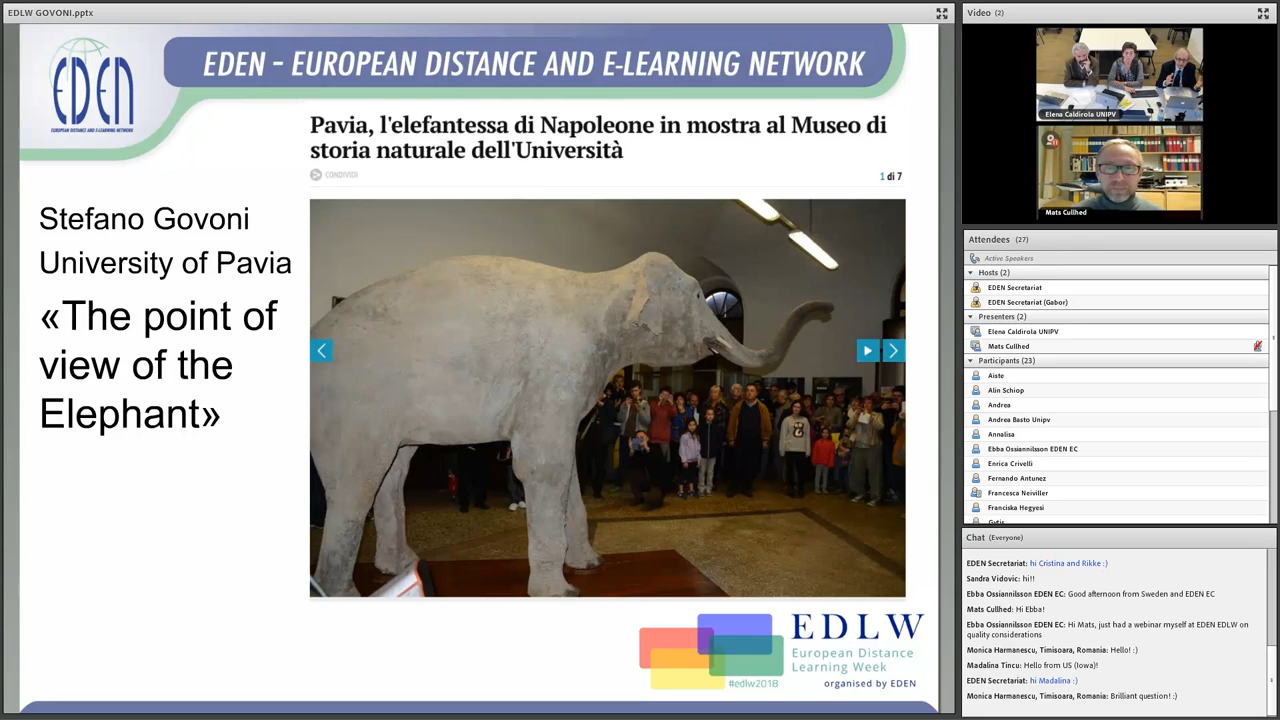 EDLW GOVONI.pptx
EDEN
EUROPEAN DISTANCE AND E-LEARNING NETWORK
EDEN – EUROPEAN DISTANCE AND E-LEARNING NETWORK
Pavia, l'elefantessa di Napoleone in mostra al Museo di
storia naturale dell'Università
CONDIVIDI
1 di 7
Stefano Govoni
University of Pavia
«The point of
view of the
Elephant»
EDLW
European Distance
Learning Week
#edlw2018
organised by EDEN
Video (2)
Elena Caldirola UNIPV
Mats Cullhed
Attendees (27)
Active Speakers
Hosts (2)
EDEN Secretariat
EDEN Secretariat (Gabor)
Presenters (2)
Elena Caldirola UNIPV
Mats Cullhed
Participants (23)
Aiste
Alin Schiop
Andrea
Andrea Basto Unipv
Annalisa
Ebba Ossiannilsson EDEN EC
Enrica Crivelli
Fernando Antunez
Francesca Neiviller
Franciska Hegyesi
Gytis
Chat (Everyone)
EDEN Secretariat: hi Cristina and Rikke :)
Sandra Vidovic: hi!!
Ebba Ossiannilsson EDEN EC: Good afternoon from Sweden and EDEN EC
Mats Cullhed: Hi Ebba!
Ebba Ossiannilsson EDEN EC: Hi Mats, just had a webinar myself at EDEN EDLW on
quality considerations
Monica Harmanescu, Timisoara, Romania: Hello! :)
Madalina Tincu: Hello from US (Iowa)!
EDEN Secretariat: hi Madalina :)
Monica Harmanescu, Timisoara, Romania: Brilliant question! :)